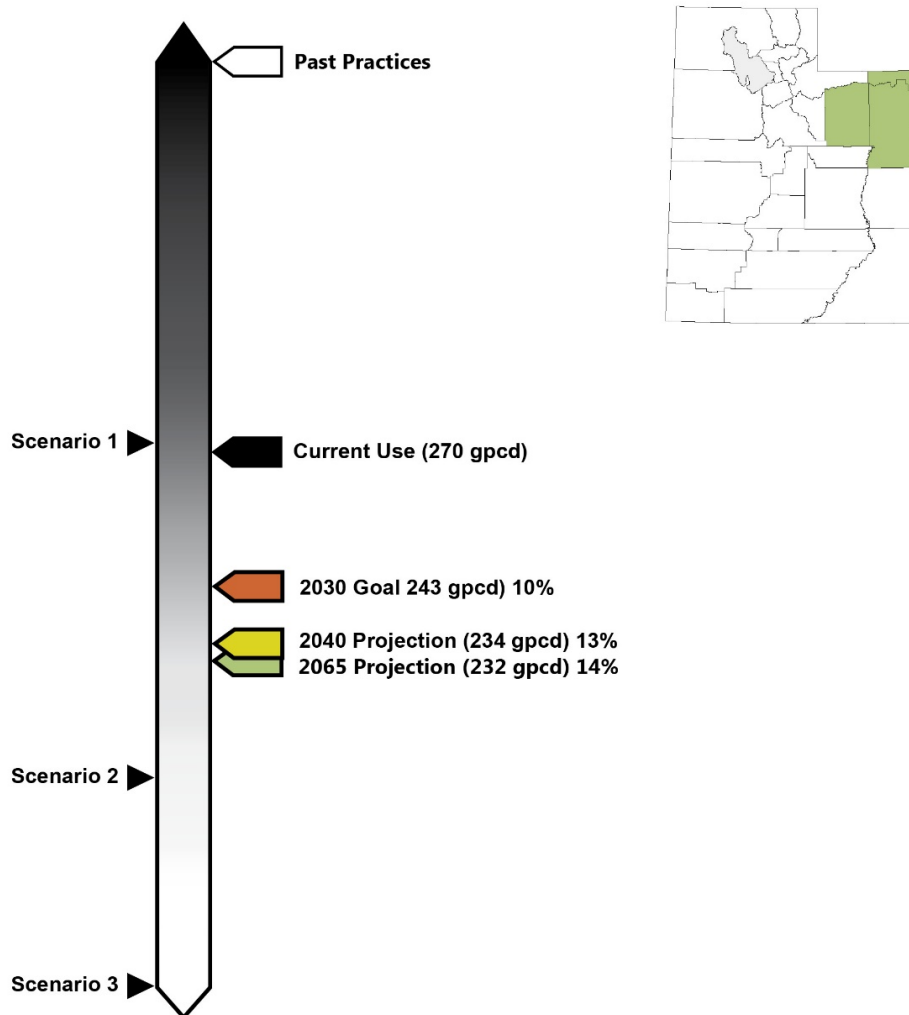 Past Practices
Scenario 1
Current Use (270 gpcd)
2030 Goal 243 gpcd) 10%
2040 Projection (234 gpcd) 13%
2065 Projection (232 gpcd) 14%
Scenario 2
Scenario 3